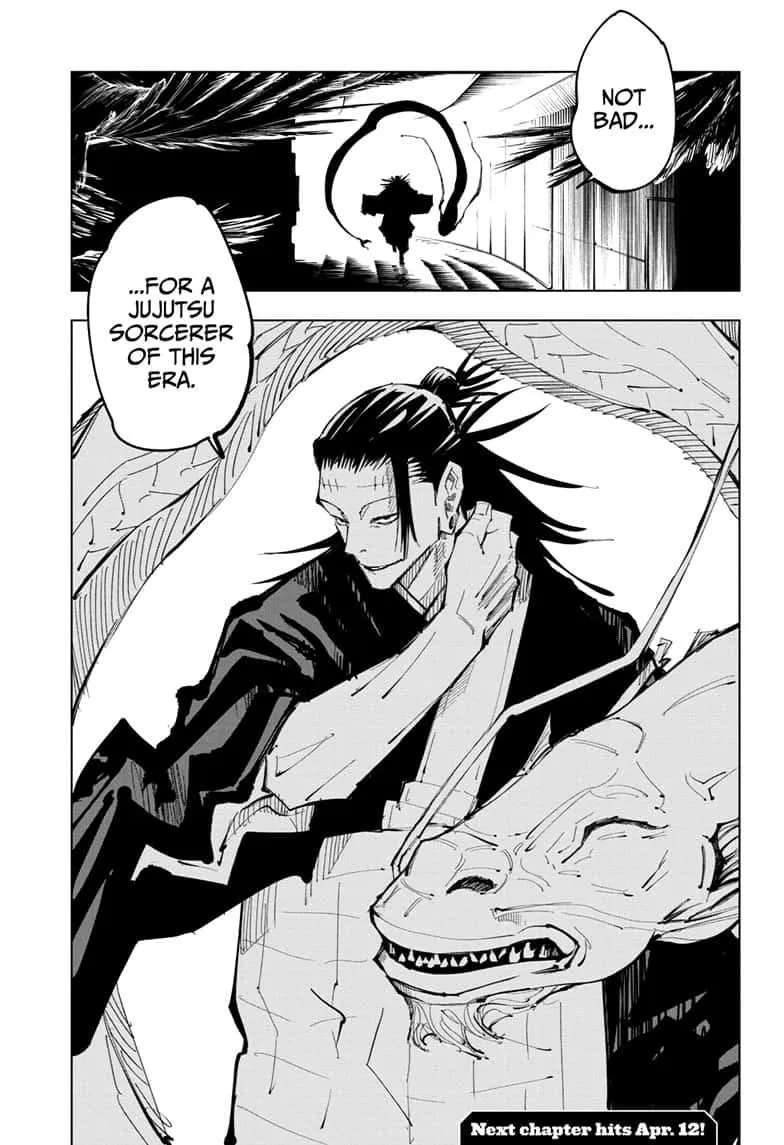 NOT
BAD...
...FOR A
JUJUTSU
SORCERER
OF THIS
ERA.
Next chapter hits Apr. 12!